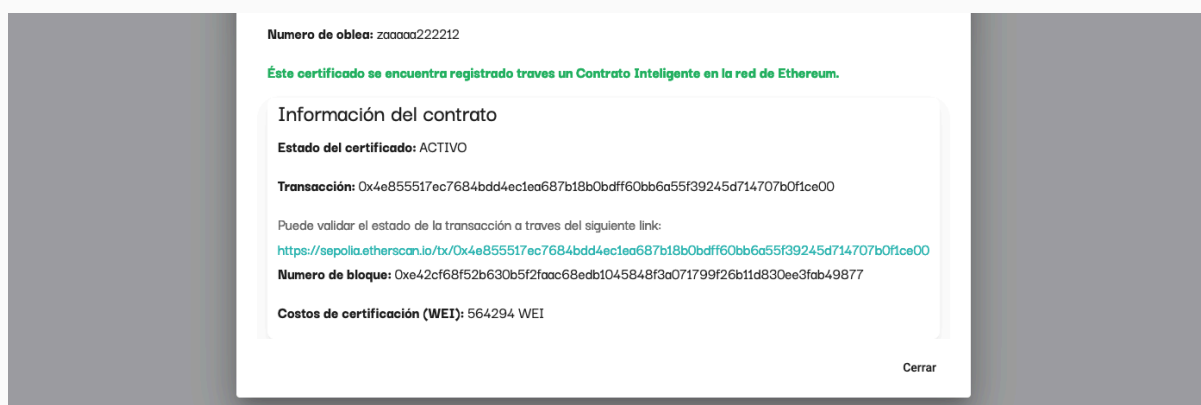 Numero de oblea: zaaaaa222212
Éste certificado se encuentra registrado traves un Contrato Inteligente en la red de Ethereum.
Información del contrato
Estado del certificado: ACTIVO
Transacción: 0x4e855517ec7684bdd4ec1ea687b18b0bdff60bb6a55f39245d714707b0f1ce00
Puede validar el estado de la transacción a traves del siguiente link:
https://sepolia.etherscan.io/tx/0x4e855517ec7684bdd4ec1ea687b18b0bdff60bb6a55f39245d714707b0f1ce00
Numero de bloque: 0xe42cf68f52b630b5f2faac68edb1045848f3a071799f26b11d830ee3fab49877
Costos de certificación (WEI): 564294 WEI
Cerrar